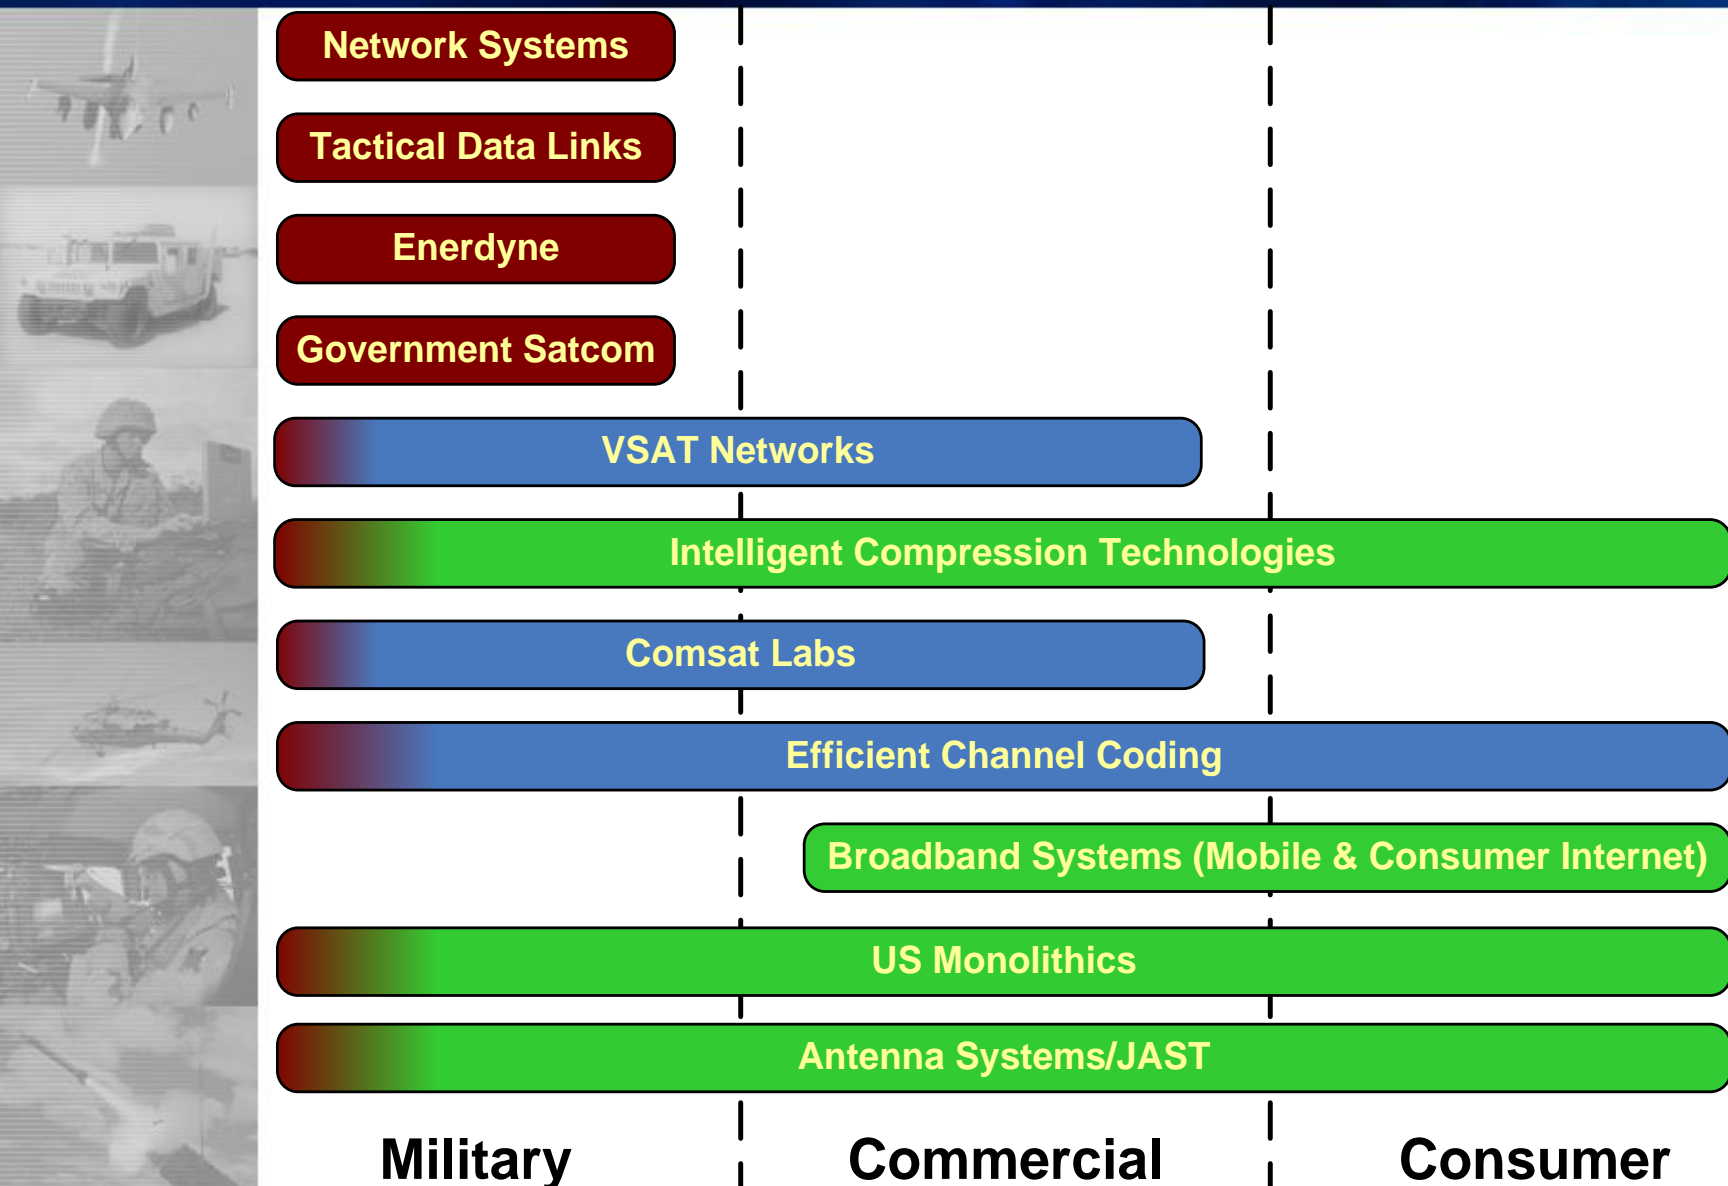 Network Systems
Tactical Data Links
Enerdyne
Government Satcom
VSAT Networks
Intelligent Compression Technologies
Comsat Labs
Efficient Channel Coding
Broadband Systems (Mobile & Consumer Internet)
US Monolithics
Antenna Systems/JAST
Military
Commercial
Consumer